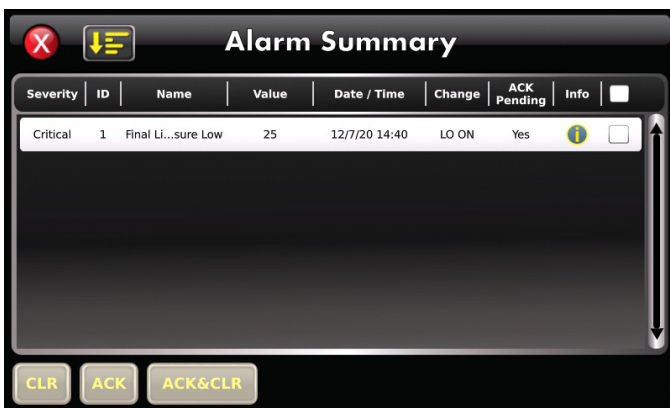 X
Alarm Summary
Severity ID Name Value Date / Time Change ACK Pending Info
Critical 1 Final Li...sure Low 25 12/7/20 14:40 LO ON Yes i
CLR ACK ACK&CLR